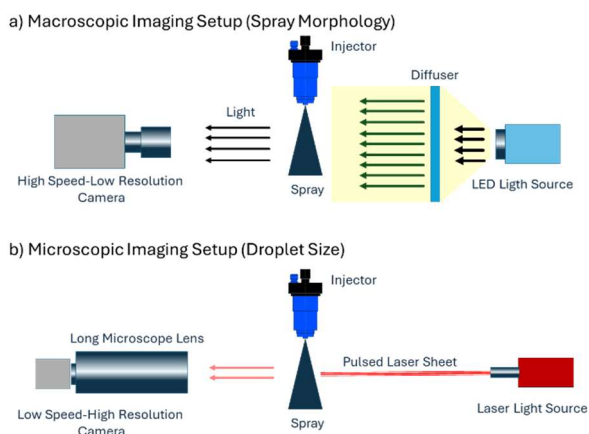 a) Macroscopic Imaging Setup (Spray Morphology)
Injector
Diffuser
Light
High Speed-Low Resolution
Camera
Spray
LED Ligth Source
b) Microscopic Imaging Setup (Droplet Size)
Injector
Long Microscope Lens
Pulsed Laser Sheet
Low Speed-High Resolution
Camera
Spray
Laser Light Source